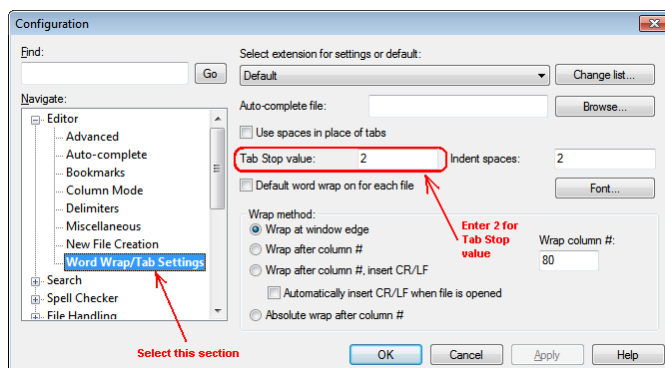 Configuration
Find:
Go
Navigate:
Editor
Advanced
Auto-complete
Bookmarks
Column Mode
Delimiters
Miscellaneous
New File Creation
Word Wrap/Tab Settings
Search
Spell Checker
File Handling
Select this section
Select extension for settings or default:
Default
Change list...
Auto-complete file:
Browse...
Use spaces in place of tabs
Tab Stop value: 2
Indent spaces: 2
Default word wrap on for each file
Font...
Wrap method:
Wrap at window edge
Wrap after column #
Wrap after column #, insert CR/LF
Automatically insert CR/LF when file is opened
Absolute wrap after column #
Enter 2 for
Tab Stop
value
Wrap column #:
80
OK
Cancel
Apply
Help